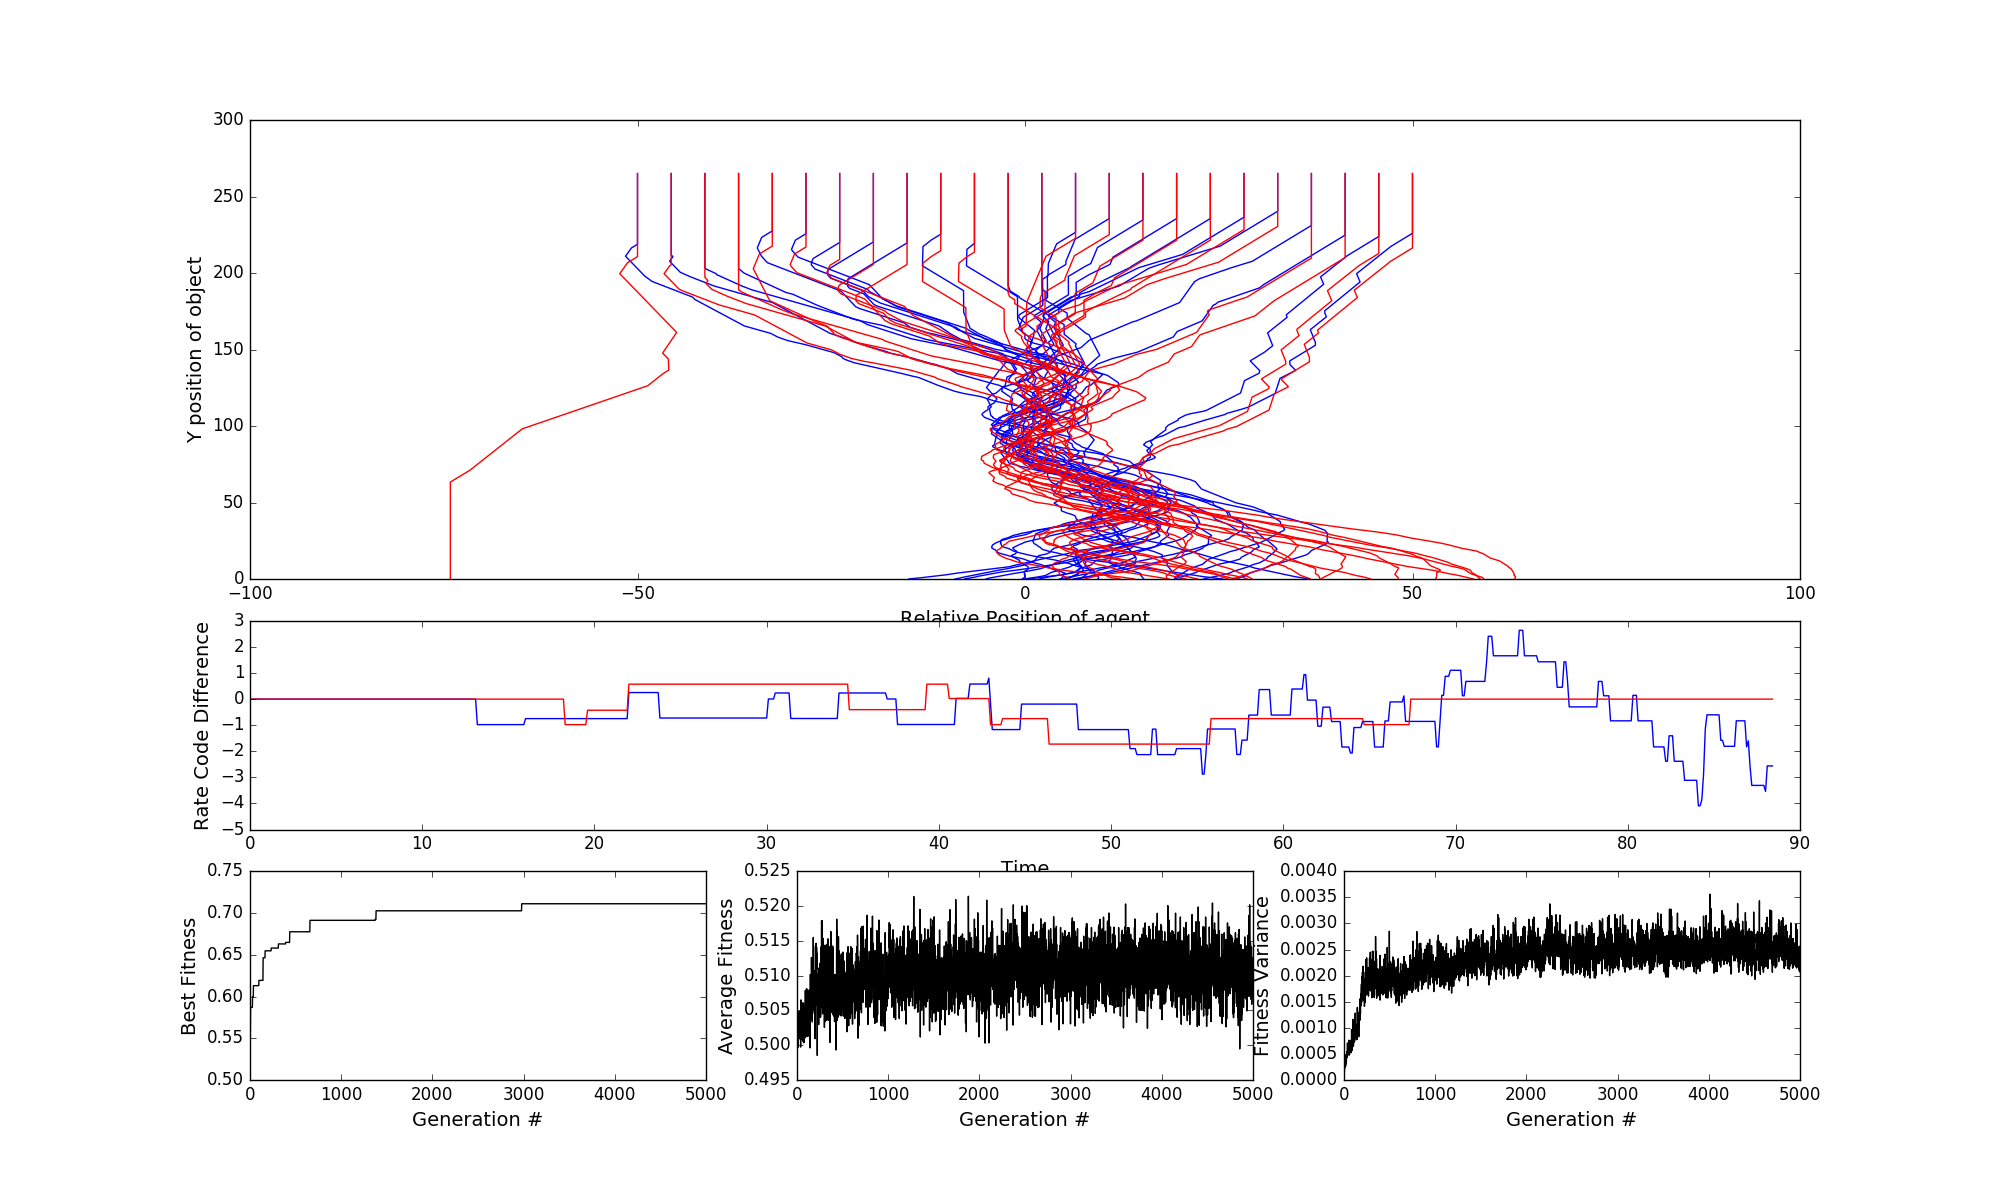 300
250
200
150
100
50
0
Y position of object
−100 −50 0 50 100
Relative Position of agent
3
2
1
0
−1
−2
−3
−4
−5
Rate Code Difference
0 10 20 30 40 50 60 70 80 90
Time
0.75
0.70
0.65
0.60
0.55
0.50
Best Fitness
0 1000 2000 3000 4000 5000
Generation #
0.525
0.520
0.515
0.510
0.505
0.500
0.495
Average Fitness
0 1000 2000 3000 4000 5000
Generation #
0.0040
0.0035
0.0030
0.0025
0.0020
0.0015
0.0010
0.0005
0.0000
Fitness Variance
0 1000 2000 3000 4000 5000
Generation #